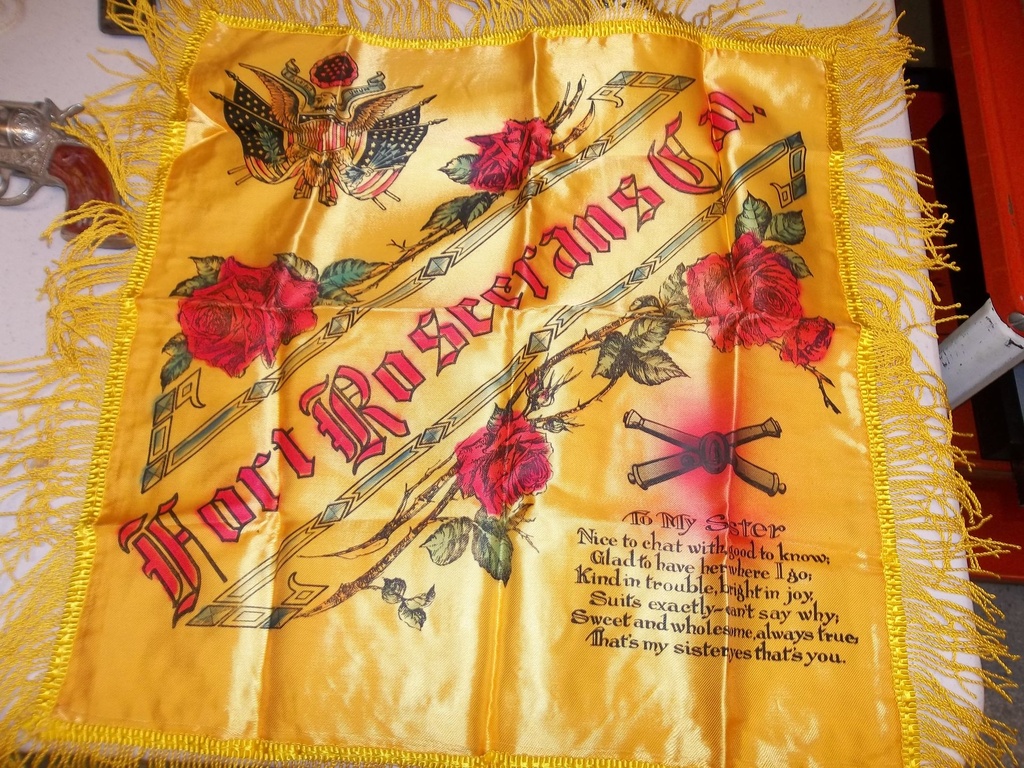 Fort Rosecrans Cal.
To My Sister
Nice to chat with, good to know;
Glad to have her where I go;
Kind in trouble, bright in joy,
Suits exactly-can't say why;
Sweet and wholesome, always true,
That's my sister, yes that's you.